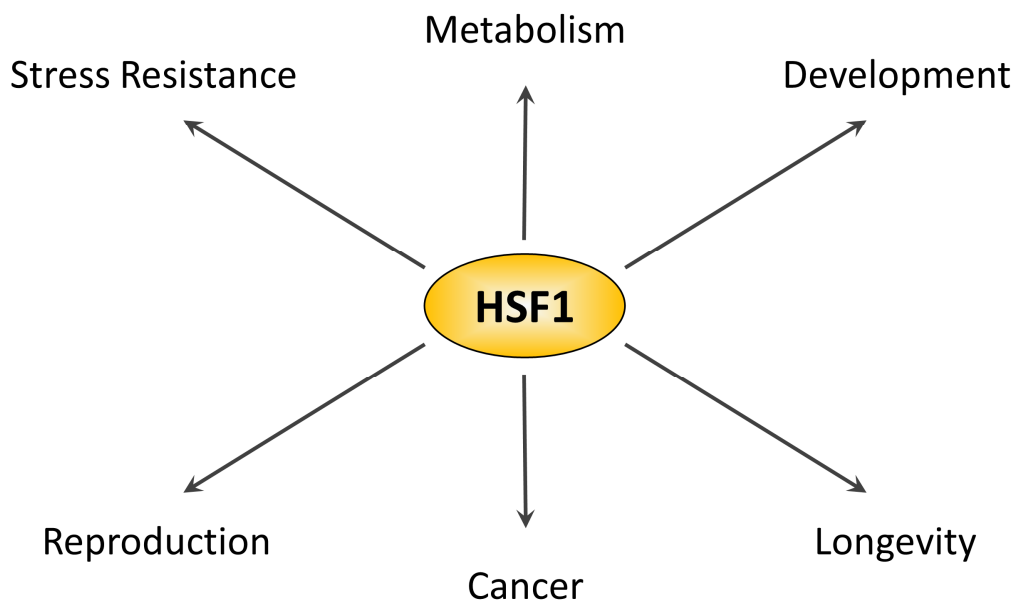 Metabolism
Stress Resistance
Development
HSF1
Reproduction
Longevity
Cancer